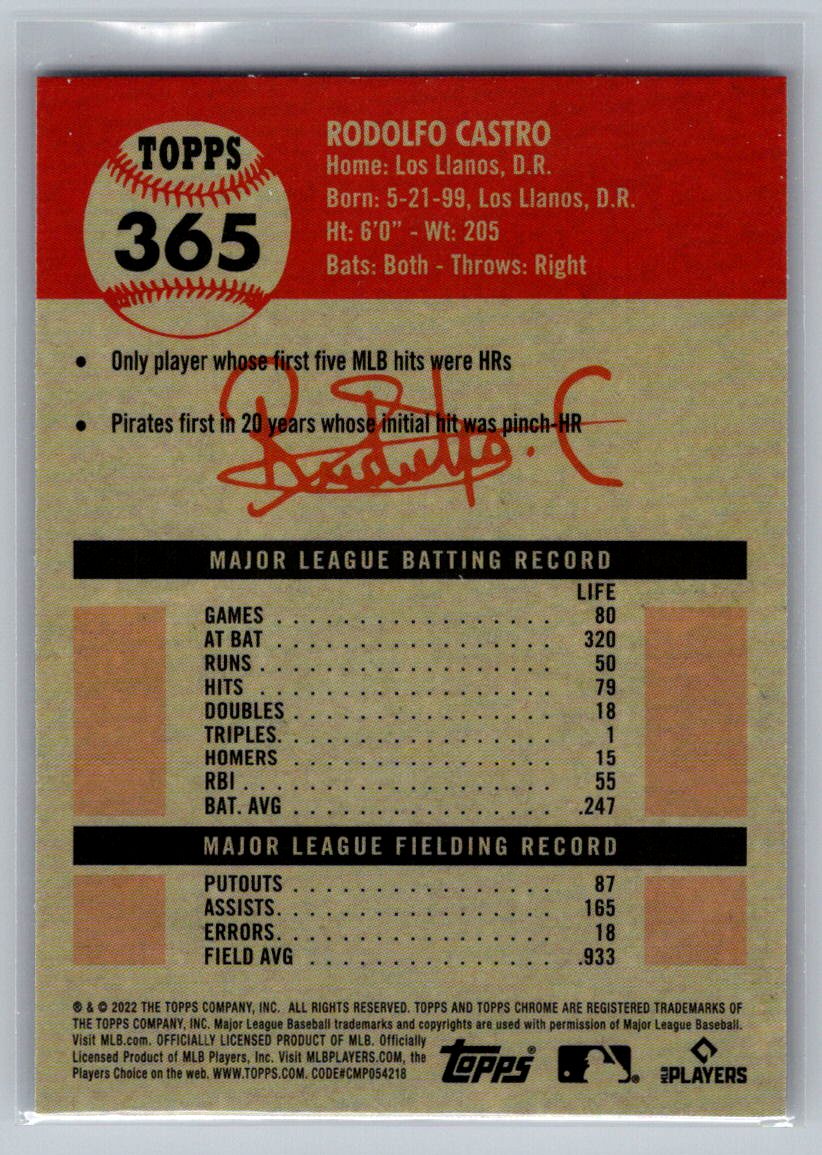 TOPPS
365
RODOLFO CASTRO
Home: Los Llanos, D.R.
Born: 5-21-99, Los Llanos, D.R.
Ht: 6'0" - Wt: 205
Bats: Both - Throws: Right
• Only player whose first five MLB hits were HRs
• Pirates first in 20 years whose initial hit was pinch-HR
Rodolfo. C
MAJOR LEAGUE BATTING RECORD
LIFE
GAMES . . . . . . . . . . . . . . . . . . 80
AT BAT . . . . . . . . . . . . . . . . . . 320
RUNS . . . . . . . . . . . . . . . . . . . 50
HITS . . . . . . . . . . . . . . . . . . . 79
DOUBLES . . . . . . . . . . . . . . . . . 18
TRIPLES. . . . . . . . . . . . . . . . . . 1
HOMERS . . . . . . . . . . . . . . . . . 15
RBI . . . . . . . . . . . . . . . . . . . . 55
BAT. AVG . . . . . . . . . . . . . . . . . .247
MAJOR LEAGUE FIELDING RECORD
PUTOUTS . . . . . . . . . . . . . . . . . 87
ASSISTS. . . . . . . . . . . . . . . . . . 165
ERRORS. . . . . . . . . . . . . . . . . . 18
FIELD AVG . . . . . . . . . . . . . . . . .933
® & © 2022 THE TOPPS COMPANY, INC. ALL RIGHTS RESERVED. TOPPS AND TOPPS CHROME ARE REGISTERED TRADEMARKS OF
THE TOPPS COMPANY, INC. Major League Baseball trademarks and copyrights are used with permission of Major League Baseball.
Visit MLB.com. OFFICIALLY LICENSED PRODUCT OF MLB. Officially
Licensed Product of MLB Players, Inc. Visit MLBPLAYERS.COM, the
Players Choice on the web. WWW.TOPPS.COM. CODE#CMP054218
Topps®
MLB PLAYERS